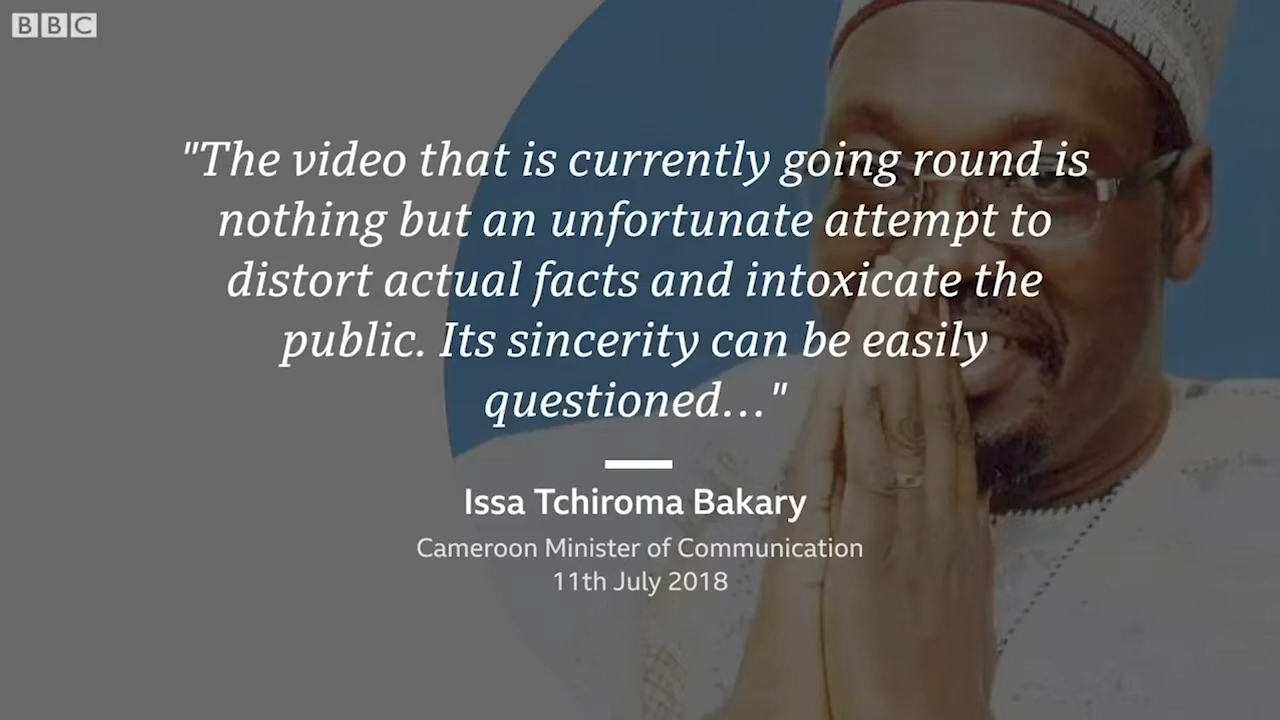 BBC
"The video that is currently going round is
nothing but an unfortunate attempt to
distort actual facts and intoxicate the
public. Its sincerity can be easily
questioned..."
Issa Tchiroma Bakary
Cameroon Minister of Communication
11th July 2018